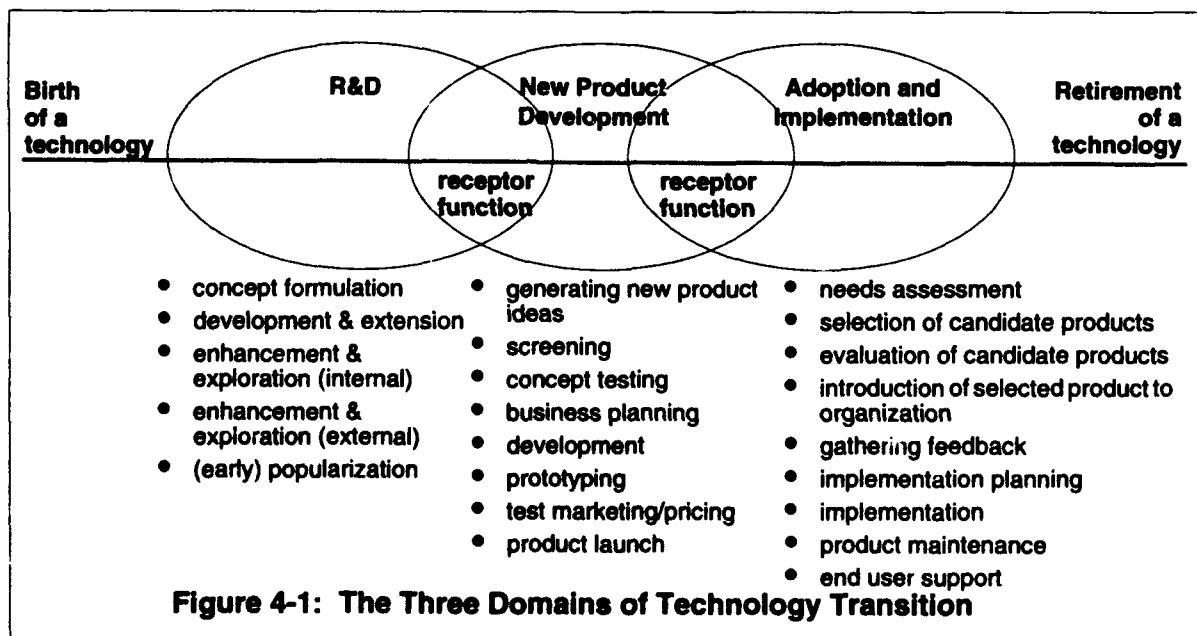 Birth
of a
technology
R&D
New Product
Development
Adoption and
Implementation
Retirement
of a
technology
receptor
function
receptor
function
• concept formulation
• development & extension
• enhancement &
exploration (internal)
• enhancement &
exploration (external)
• (early) popularization
• generating new product
ideas
• screening
• concept testing
• business planning
• development
• prototyping
• test marketing/pricing
• product launch
• needs assessment
• selection of candidate products
• evaluation of candidate products
• introduction of selected product to
organization
• gathering feedback
• implementation planning
• implementation
• product maintenance
• end user support
Figure 4-1: The Three Domains of Technology Transition